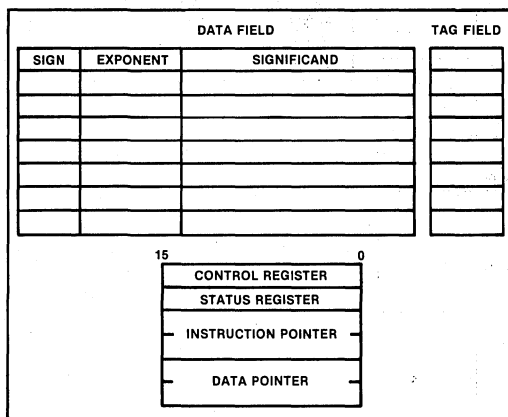 DATA FIELD TAG FIELD
SIGN EXPONENT SIGNIFICAND
15 0
CONTROL REGISTER
STATUS REGISTER
INSTRUCTION POINTER
DATA POINTER